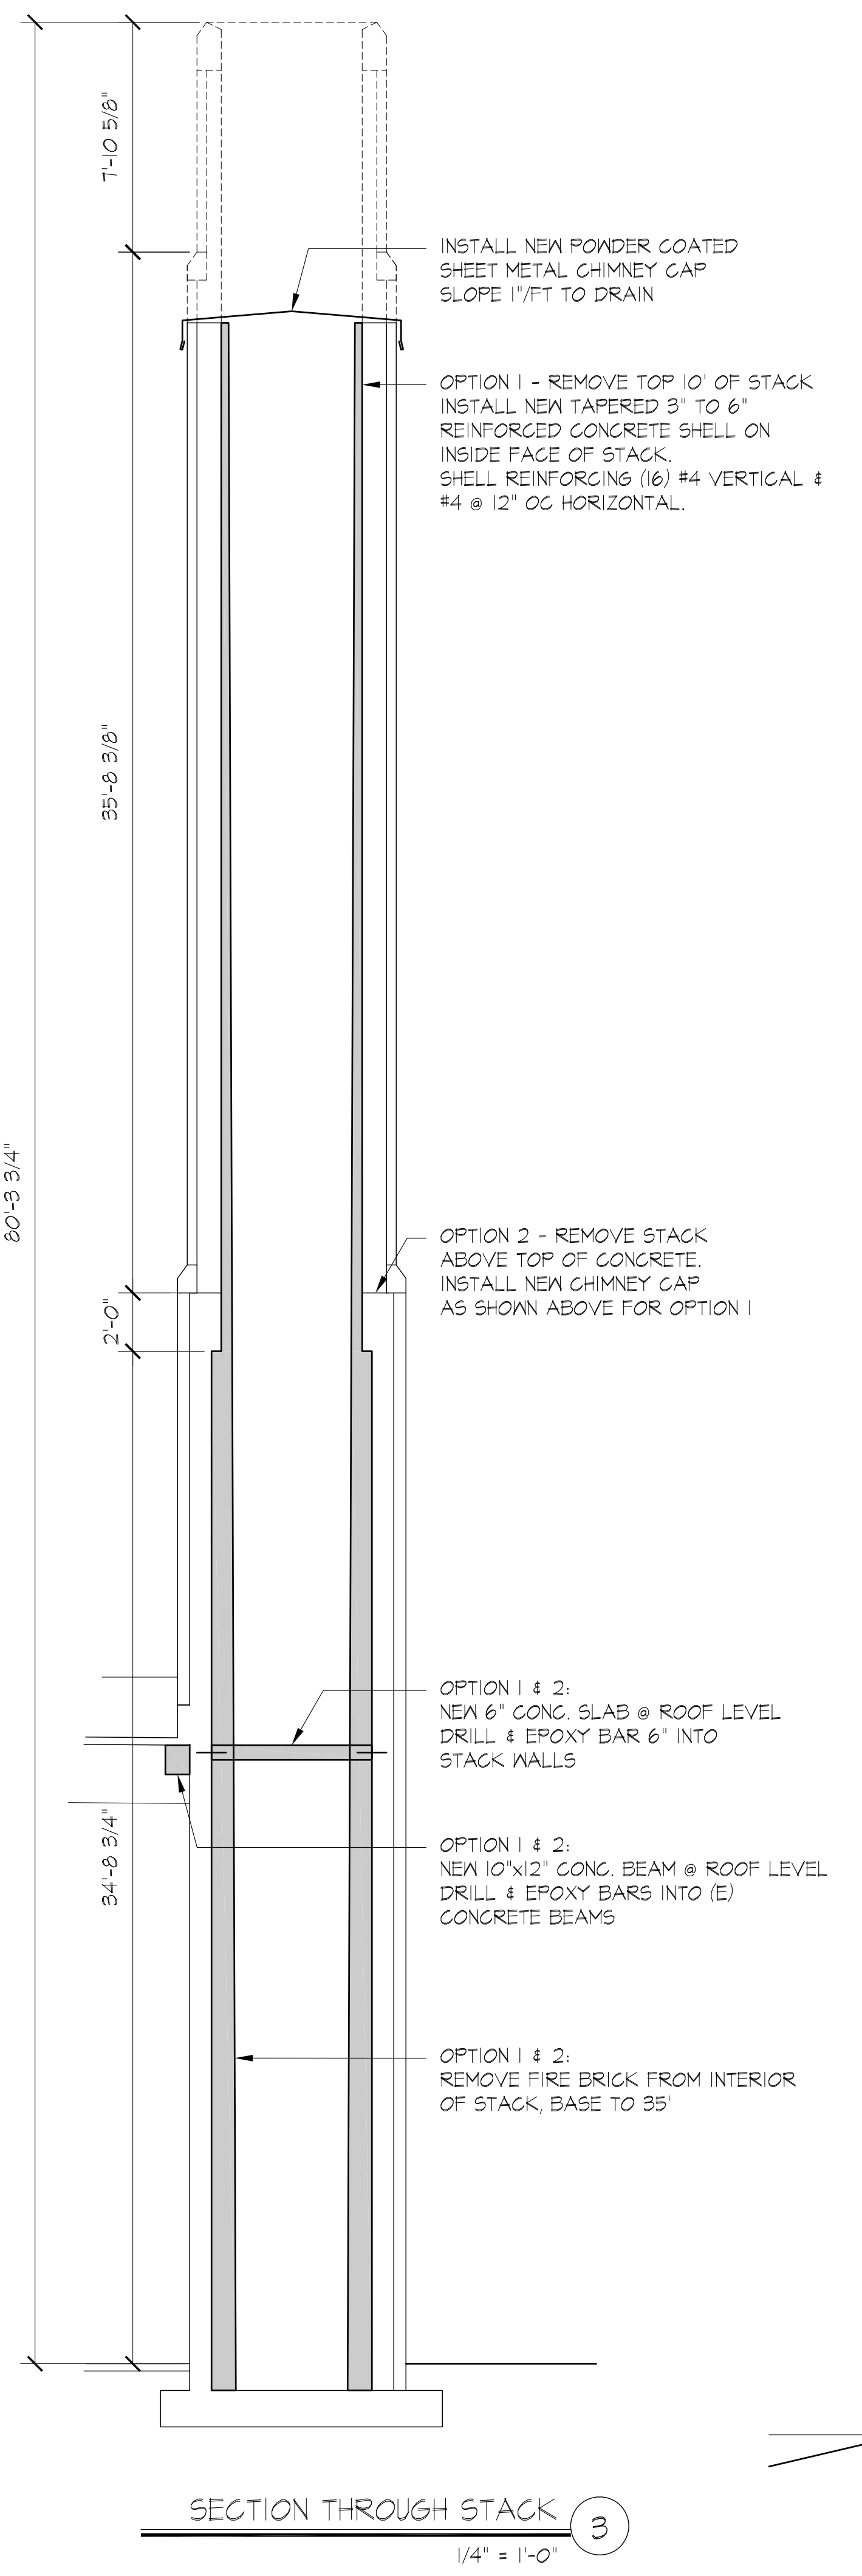 7'-10 5/8"
INSTALL NEW POWDER COATED
SHEET METAL CHIMNEY CAP
SLOPE 1"/FT TO DRAIN
OPTION 1 - REMOVE TOP 10' OF STACK
INSTALL NEW TAPERED 3" TO 6"
REINFORCED CONCRETE SHELL ON
INSIDE FACE OF STACK.
SHELL REINFORCING (16) #4 VERTICAL &
#4 @ 12" OC HORIZONTAL.
35'-8 3/8"
80'-3 3/4"
OPTION 2 - REMOVE STACK
ABOVE TOP OF CONCRETE.
INSTALL NEW CHIMNEY CAP
AS SHOWN ABOVE FOR OPTION 1
2'-0"
OPTION 1 & 2:
NEW 6" CONC. SLAB @ ROOF LEVEL
DRILL & EPOXY BAR 6" INTO
STACK WALLS
34'-8 3/4"
OPTION 1 & 2:
NEW 10"x12" CONC. BEAM @ ROOF LEVEL
DRILL & EPOXY BARS INTO (E)
CONCRETE BEAMS
OPTION 1 & 2:
REMOVE FIRE BRICK FROM INTERIOR
OF STACK, BASE TO 35'
SECTION THROUGH STACK
3
1/4" = 1'-0"